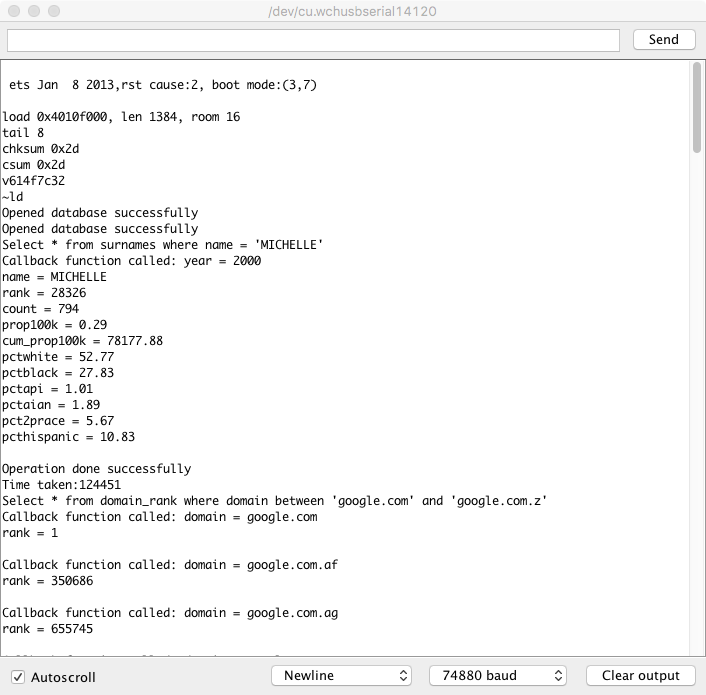 /dev/cu.wchusbserial14120
Send
ets Jan  8 2013,rst cause:2, boot mode:(3,7)
load 0x4010f000, len 1384, room 16
tail 8
chksum 0x2d
csum 0x2d
v614f7c32
~ld
Opened database successfully
Opened database successfully
Select * from surnames where name = 'MICHELLE'
Callback function called: year = 2000
name = MICHELLE
rank = 28326
count = 794
prop100k = 0.29
cum_prop100k = 78177.88
pctwhite = 52.77
pctblack = 27.83
pctapi = 1.01
pctaian = 1.89
pct2prace = 5.67
pcthispanic = 10.83
Operation done successfully
Time taken:124451
Select * from domain_rank where domain between 'google.com' and 'google.com.z'
Callback function called: domain = google.com
rank = 1
Callback function called: domain = google.com.af
rank = 350686
Callback function called: domain = google.com.ag
rank = 655745
Autoscroll
Newline
74880 baud
Clear output